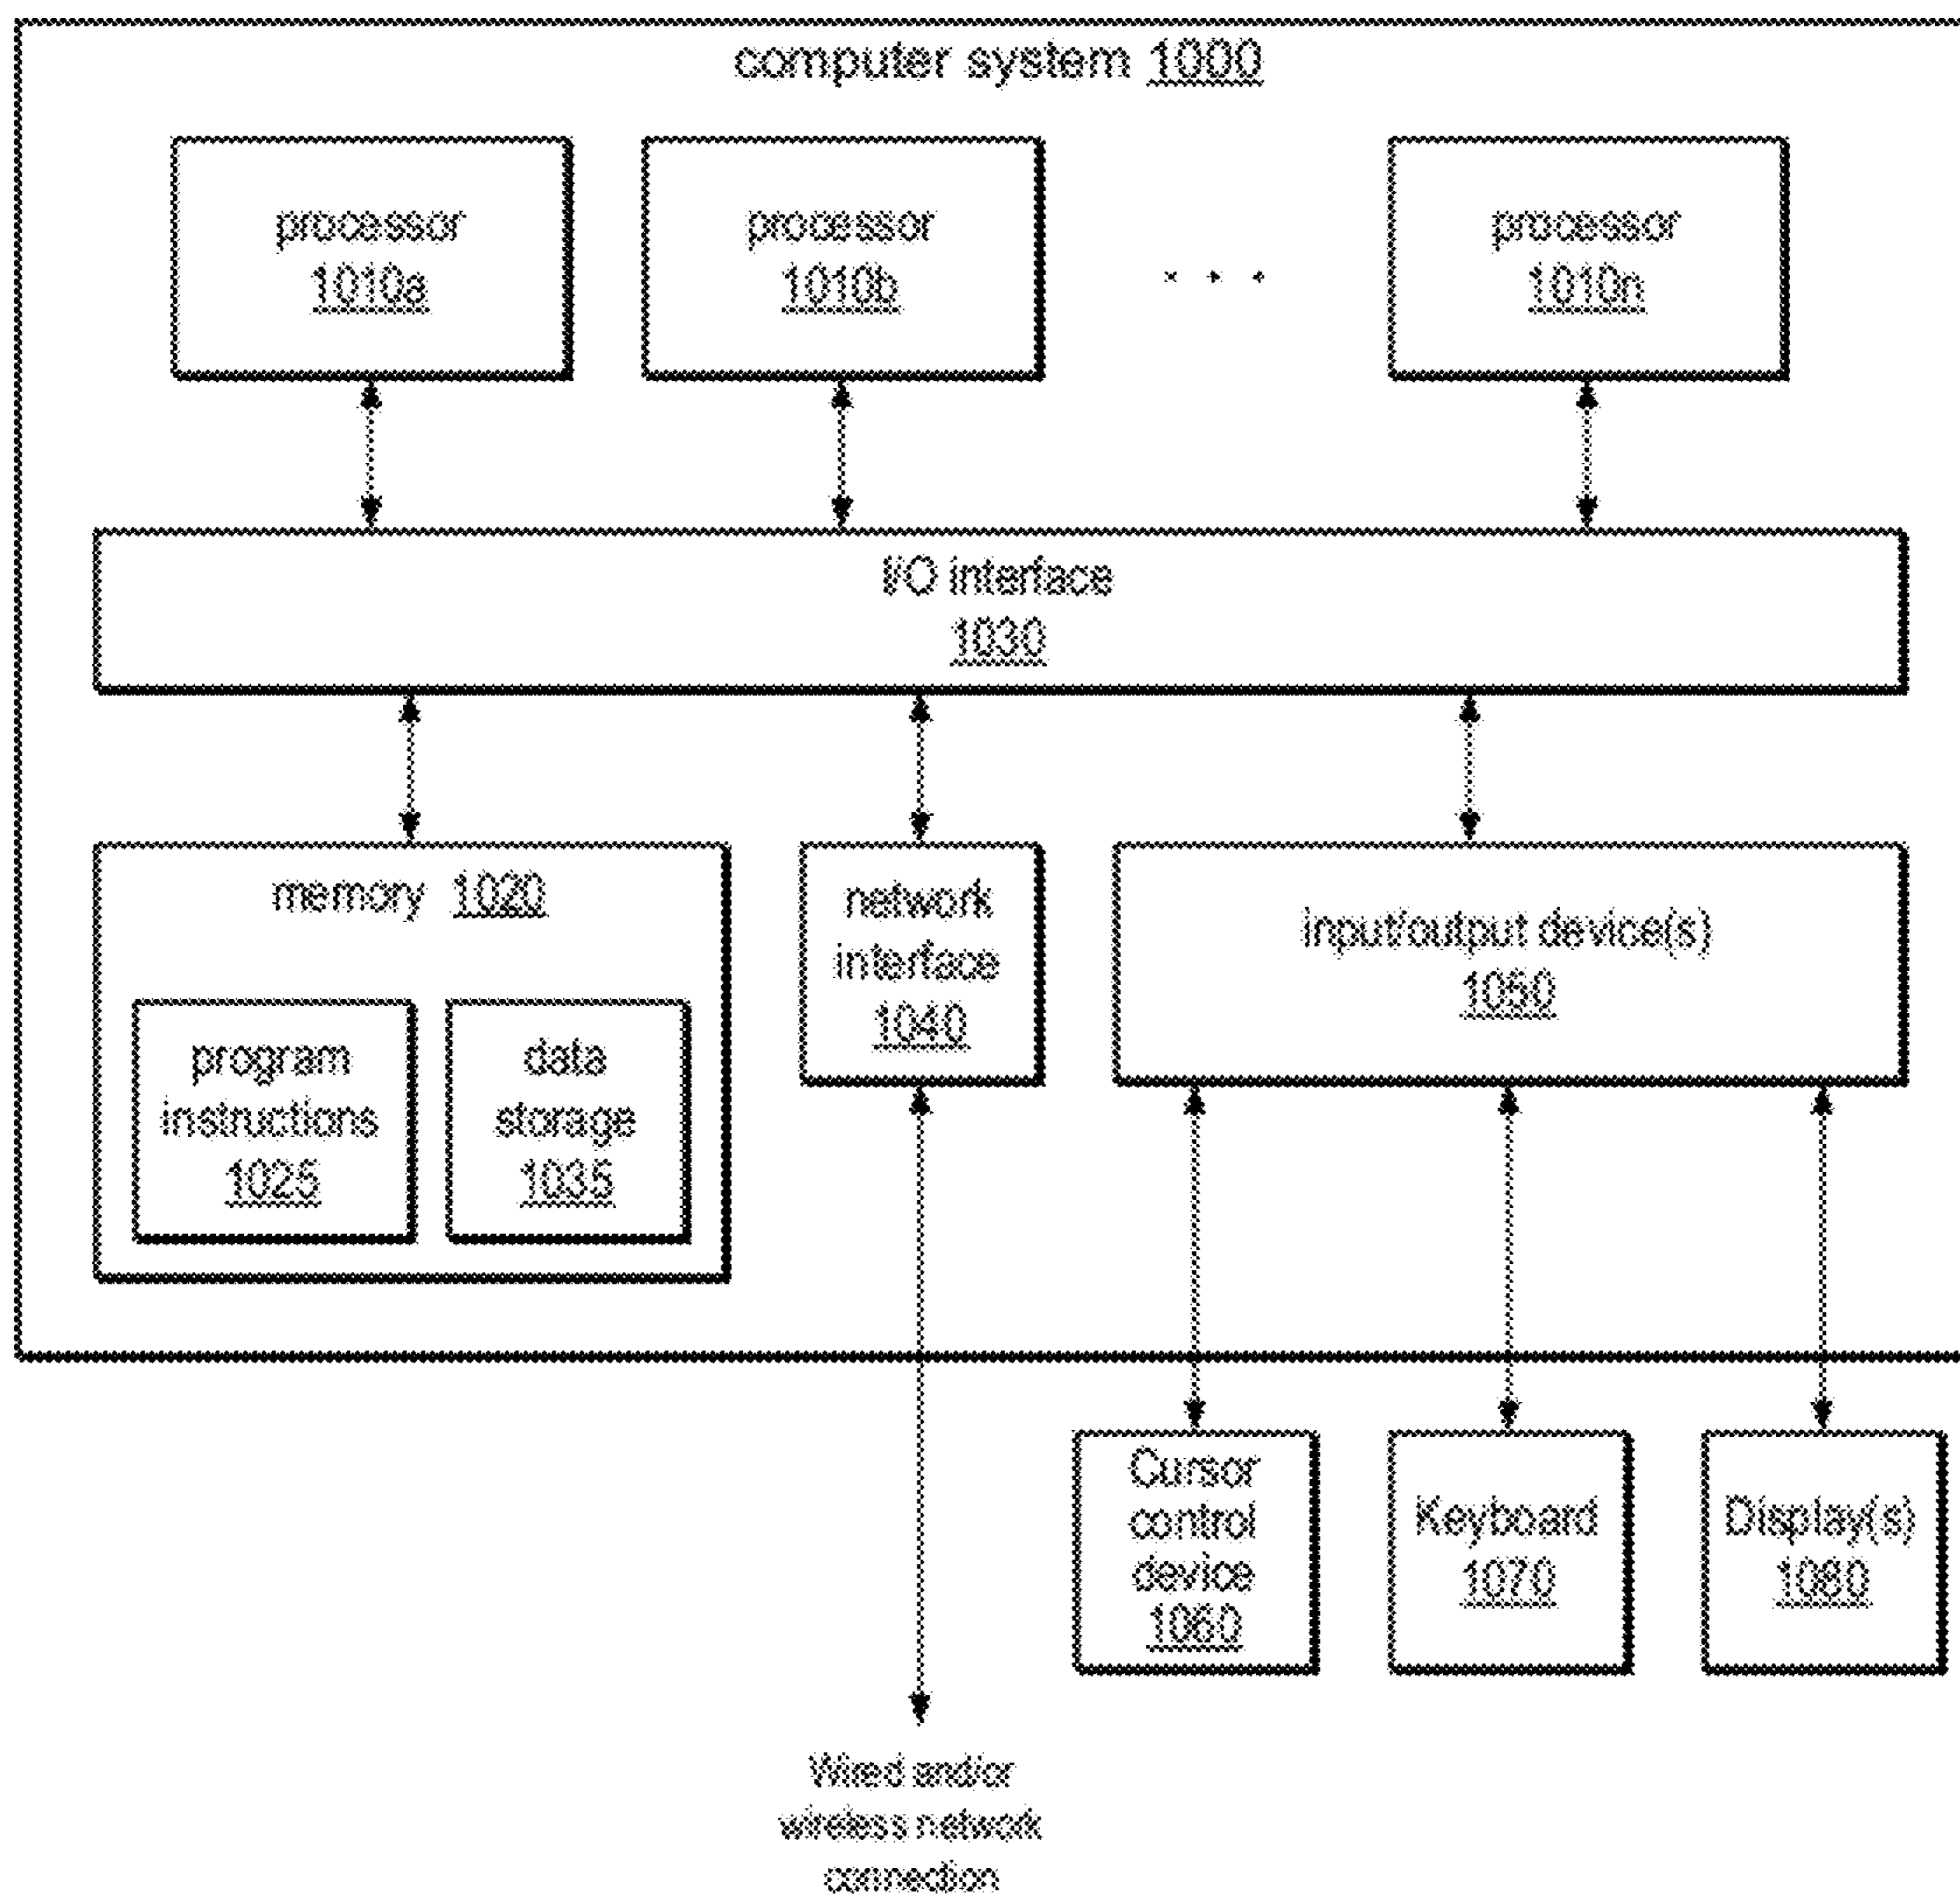 computer system 1000
processor
1010a
processor
1010b
. . .
processor
1010n
I/O interface
1030
memory 1020
program
instructions
1025
data
storage
1035
network
interface
1040
input/output device(s)
1050
Cursor
control
device
1060
Keyboard
1070
Display(s)
1080
Wired and/or
wireless network
connection